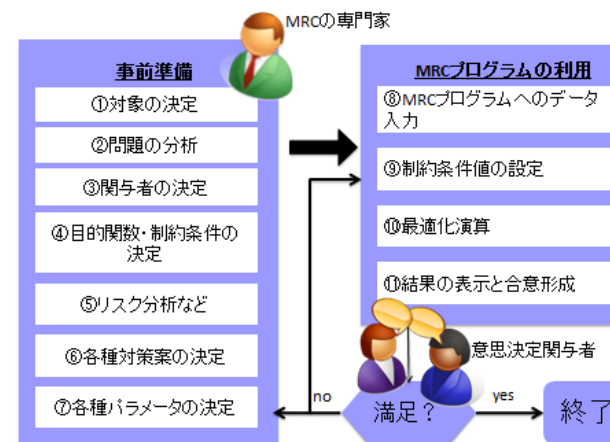 MRCの専門家
事前準備
①対象の決定
②問題の分析
③関与者の決定
④目的関数・制約条件の
決定
⑤リスク分析など
⑥各種対策案の決定
⑦各種パラメータの決定
MRCプログラムの利用
⑧MRCプログラムへのデータ
入力
⑨制約条件値の設定
⑩最適化演算
⑪結果の表示と合意形成
意思決定関与者
no
満足？
yes
終了